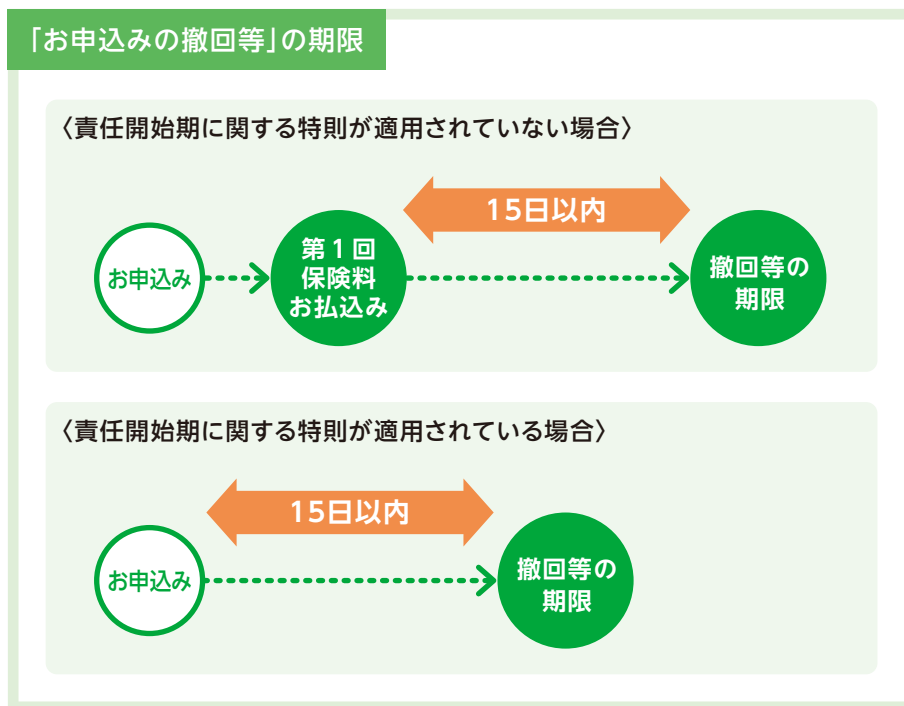 「お申込みの撤回等」の期限
〈責任開始期に関する特則が適用されていない場合〉
15日以内
お申込み
第1回
保険料
お払込み
撤回等の
期限
〈責任開始期に関する特則が適用されている場合〉
15日以内
お申込み
撤回等の
期限